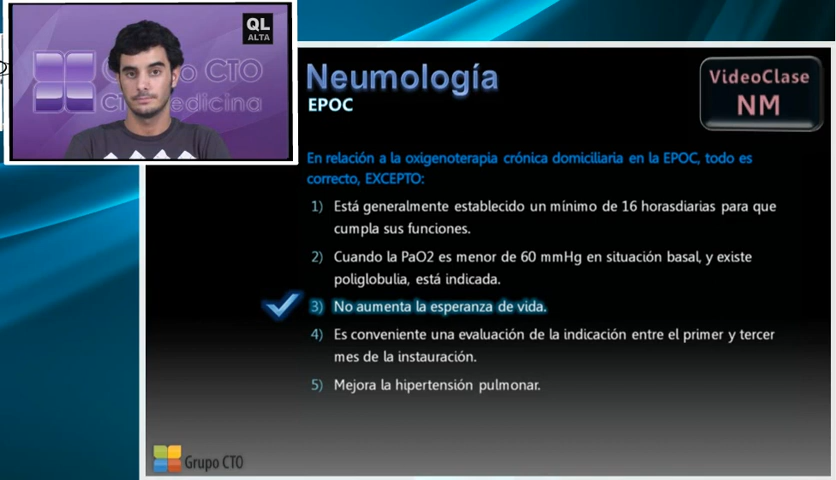 QL
ALTA
Grupo CTO
CTO Medicina
Neumología
EPOC
VideoClase
NM
En relación a la oxigenoterapia crónica domiciliaria en la EPOC, todo es
correcto, EXCEPTO:
1) Está generalmente establecido un mínimo de 16 horasdiarias para que
cumpla sus funciones.
2) Cuando la PaO2 es menor de 60 mmHg en situación basal, y existe
poliglobulia, está indicada.
3) No aumenta la esperanza de vida.
4) Es conveniente una evaluación de la indicación entre el primer y tercer
mes de la instauración.
5) Mejora la hipertensión pulmonar.
Grupo CTO